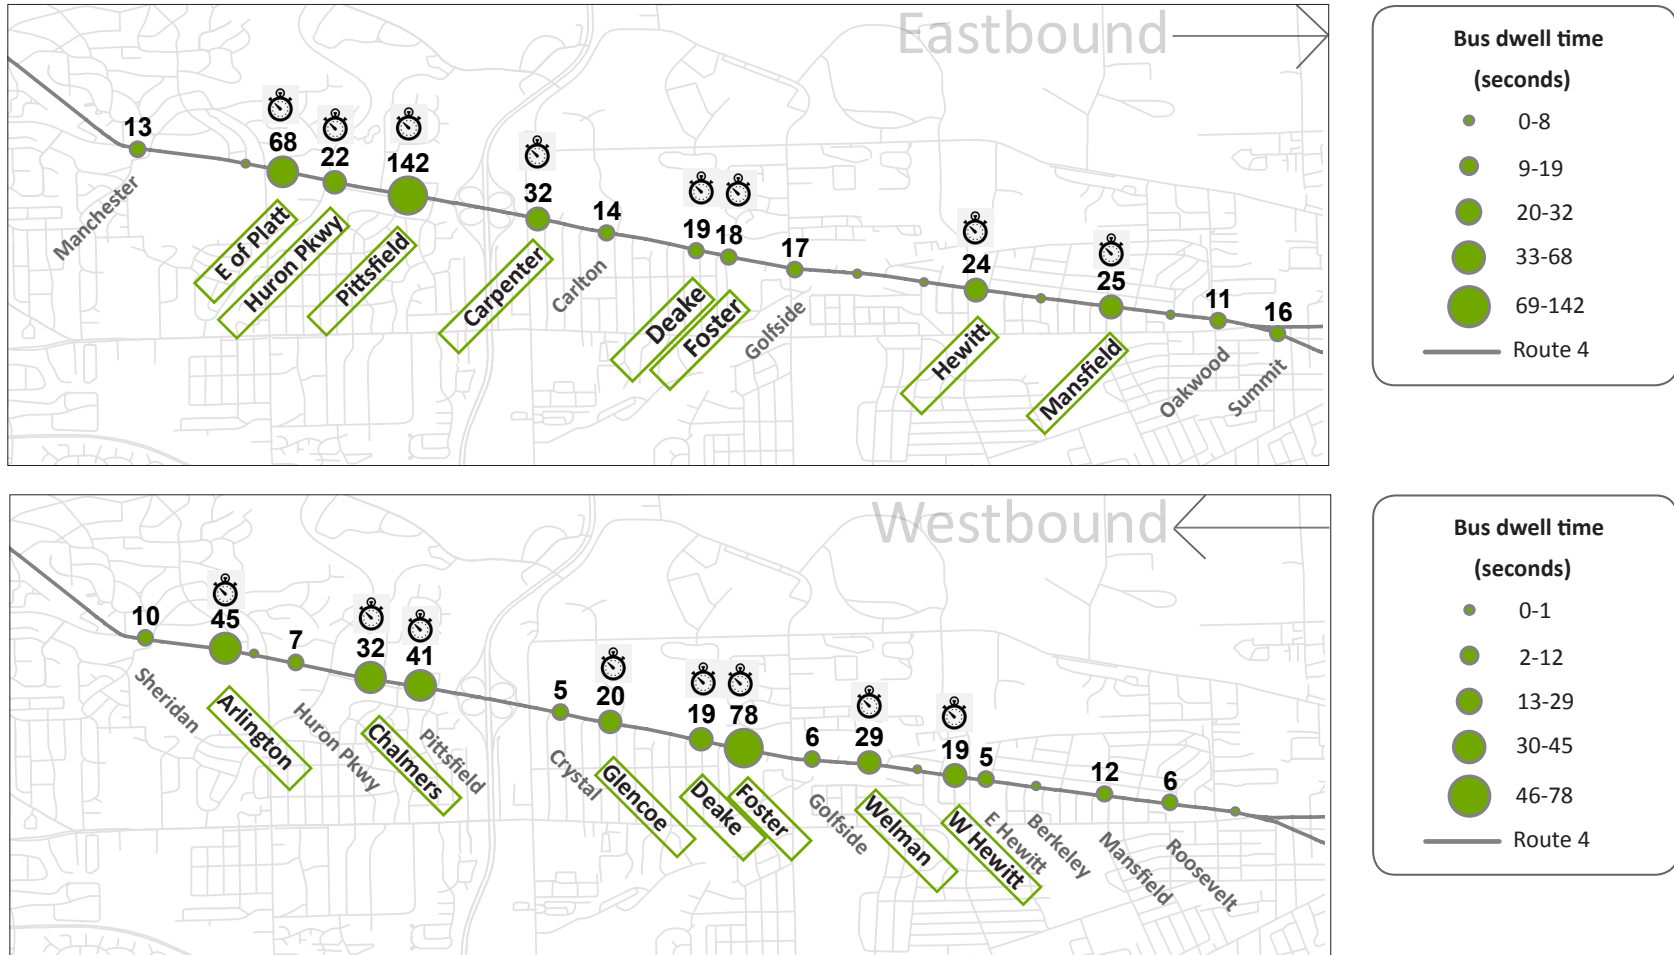 Eastbound
13
68
22
142
32
14
19
18
17
24
25
11
16
Manchester
E of Platt
Huron Pkwy
Pittsfield
Carpenter
Carlton
Deake
Foster
Golfside
Hewitt
Mansfield
Oakwood
Summit
Bus dwell time
(seconds)
0-8
9-19
20-32
33-68
69-142
Route 4
Westbound
10
45
7
32
41
5
20
19
78
6
29
19
5
12
6
Sheridan
Arlington
Huron Pkwy
Chalmers
Pittsfield
Crystal
Glencoe
Deake
Foster
Golfside
Welman
W Hewitt
E Hewitt
Berkeley
Mansfield
Roosevelt
Bus dwell time
(seconds)
0-1
2-12
13-29
30-45
46-78
Route 4